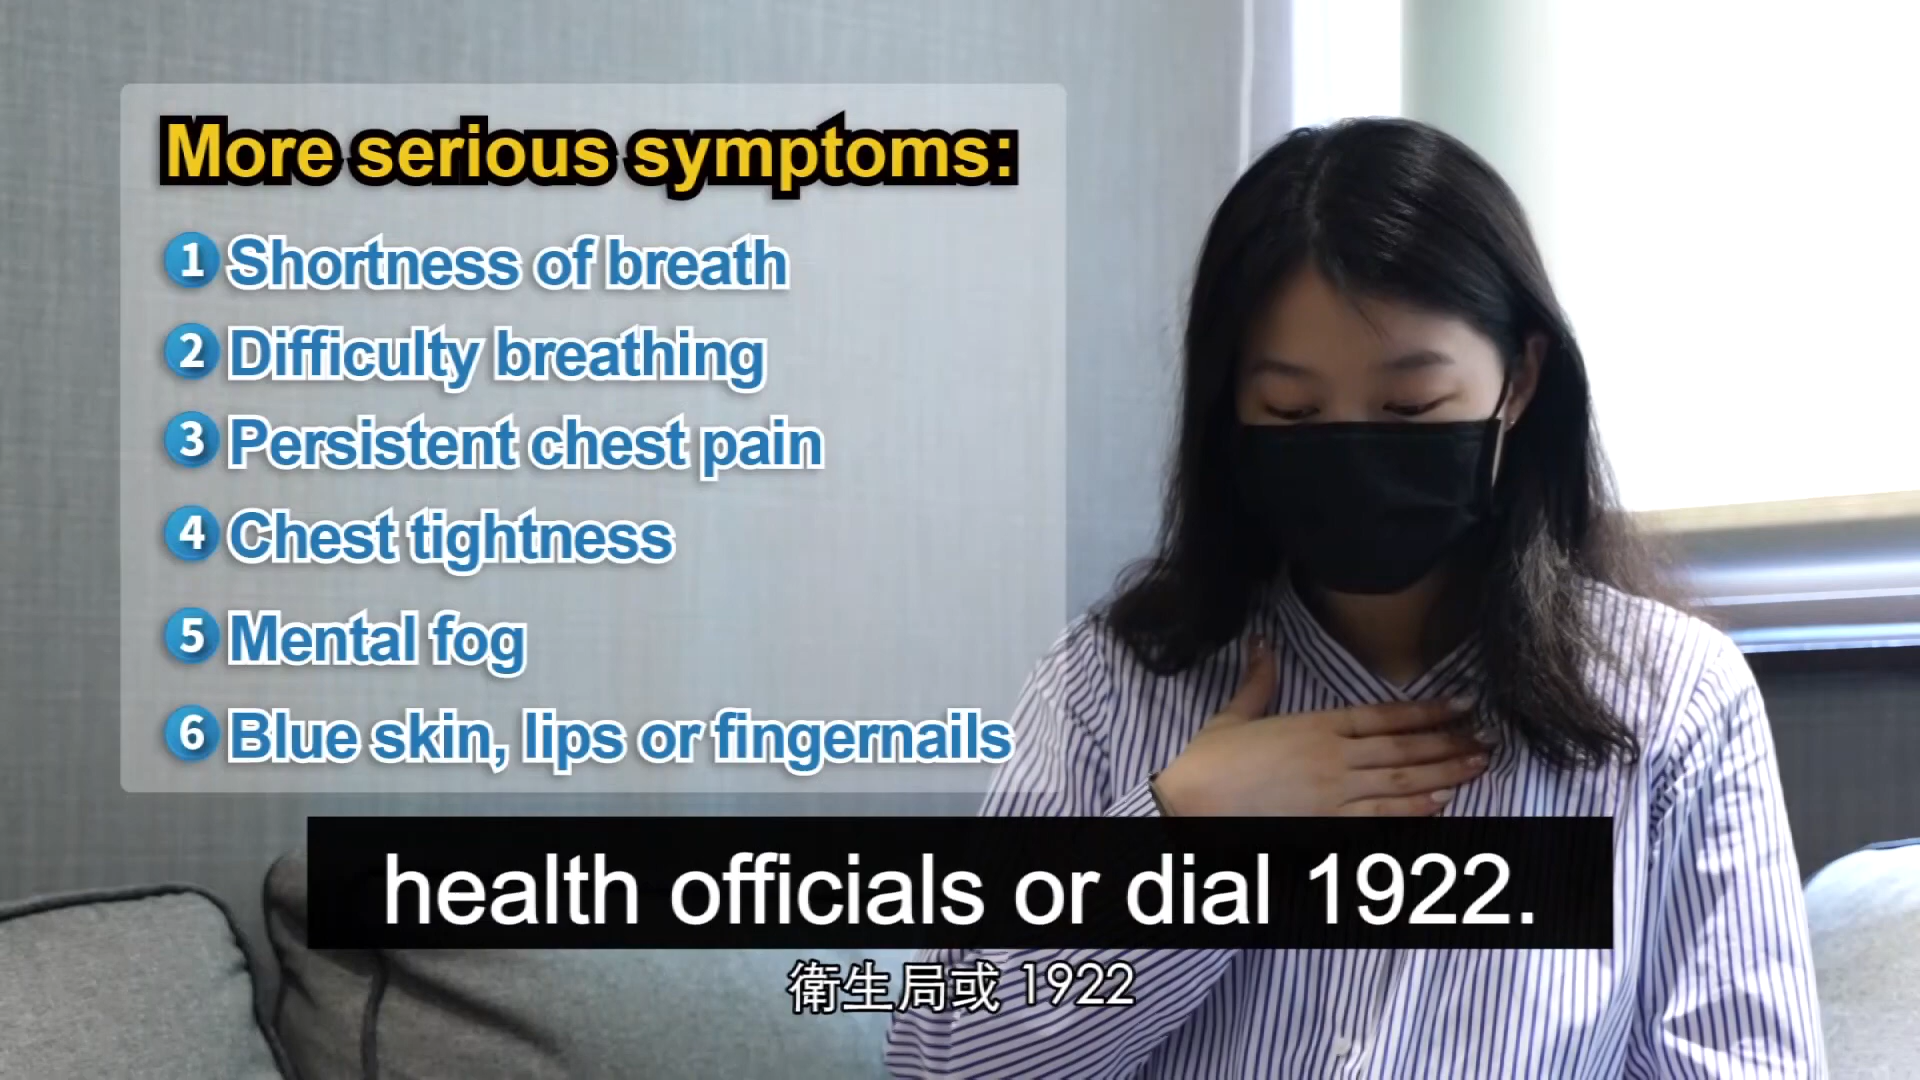 More serious symptoms:
1 Shortness of breath
2 Difficulty breathing
3 Persistent chest pain
4 Chest tightness
5 Mental fog
6 Blue skin, lips or fingernails
health officials or dial 1922.
衛生局或 1922